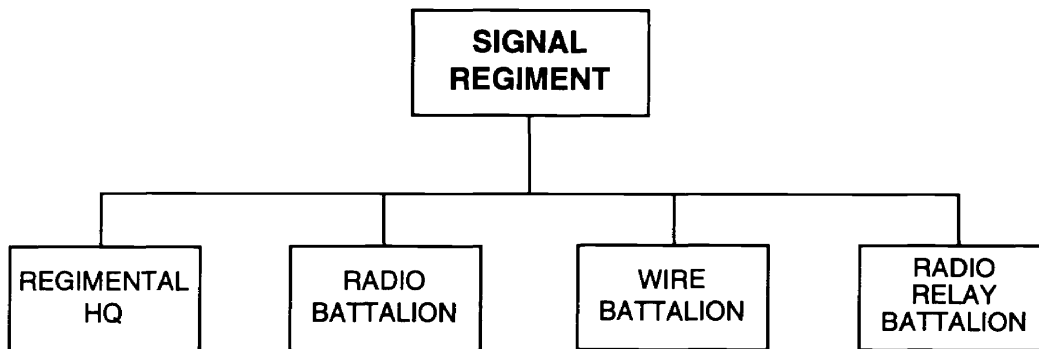 SIGNAL
REGIMENT
REGIMENTAL
HQ
RADIO
BATTALION
WIRE
BATTALION
RADIO
RELAY
BATTALION